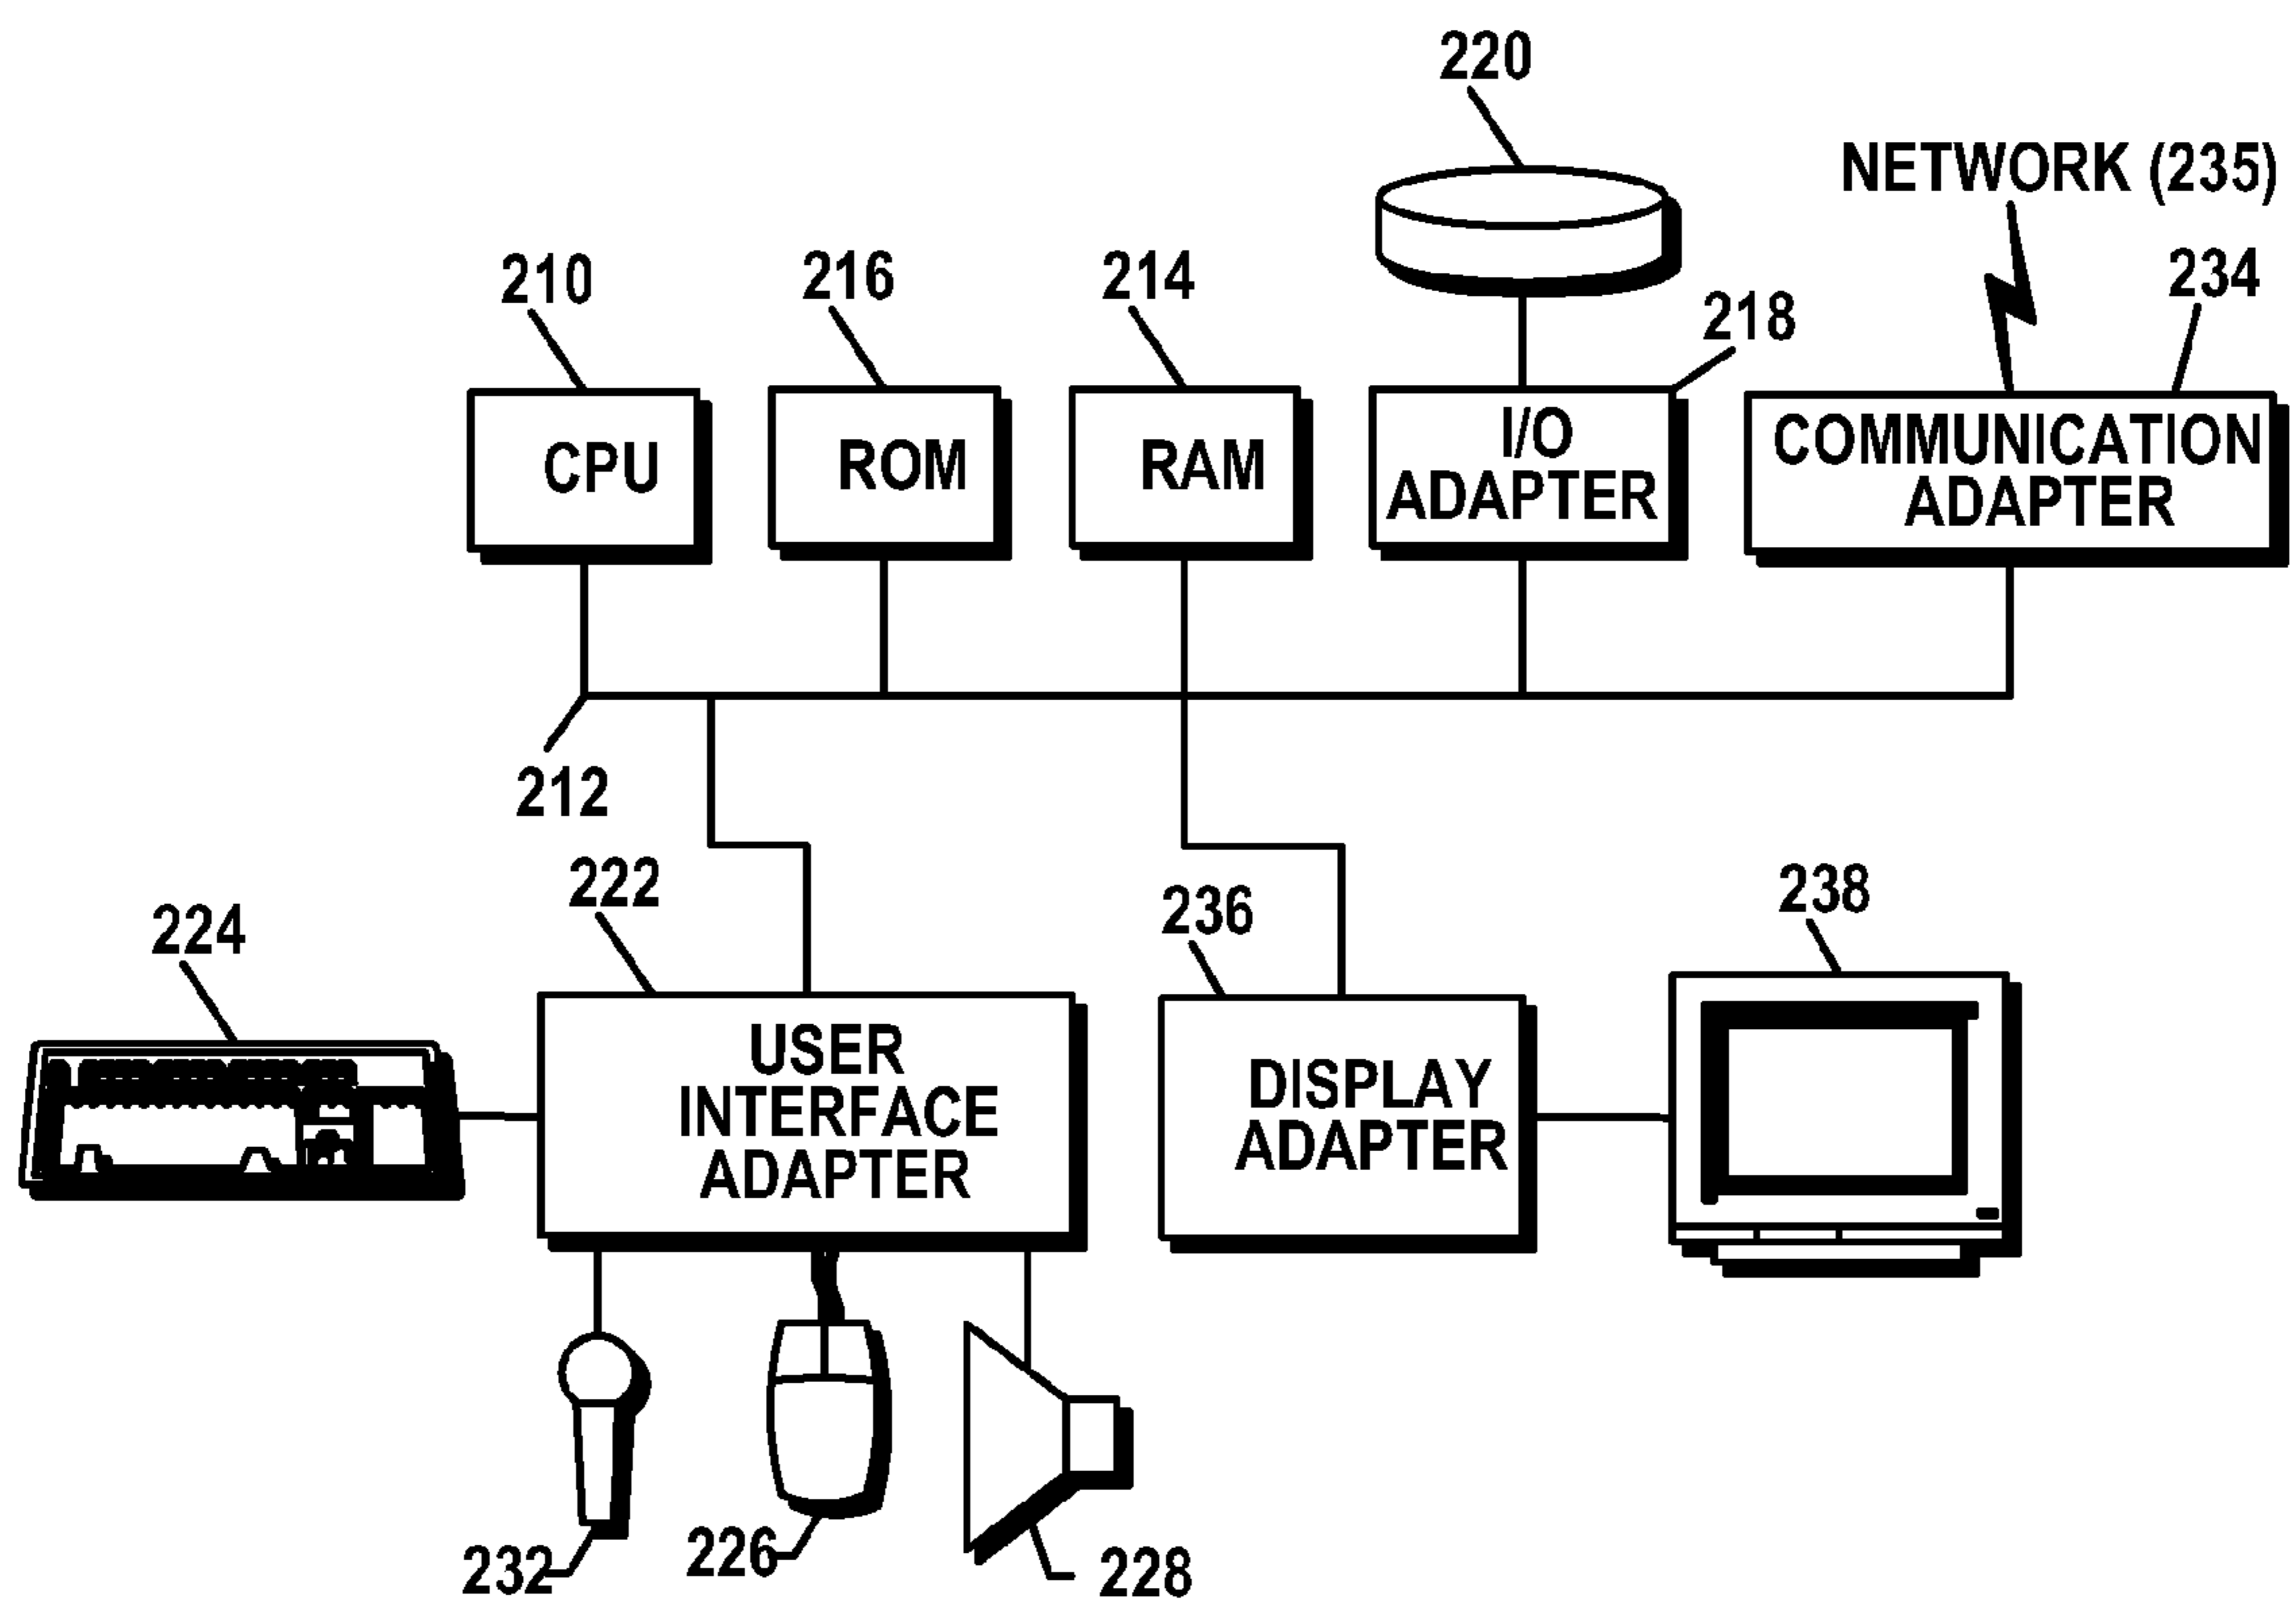 220
NETWORK (235)
210
216
214
218
234
CPU
ROM
RAM
I/O
ADAPTER
COMMUNICATION
ADAPTER
212
222
224
236
238
USER
INTERFACE
ADAPTER
DISPLAY
ADAPTER
232
226
228